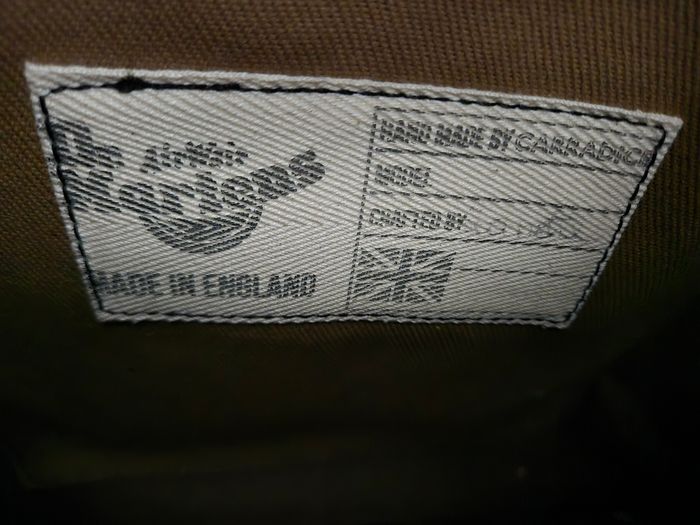 Dr.
AirWair
Martens
MADE IN ENGLAND
HAND MADE BY CARRADICE
MODEL
CRAFTED BY